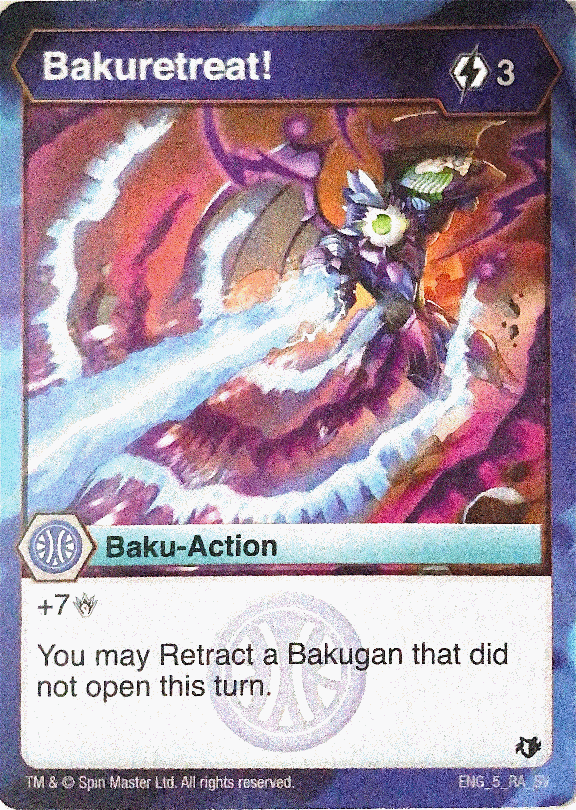 Bakuretreat!
3
Baku-Action
+7
You may Retract a Bakugan that did
not open this turn.
TM & © Spin Master Ltd. All rights reserved.
ENG_5_RA_SV